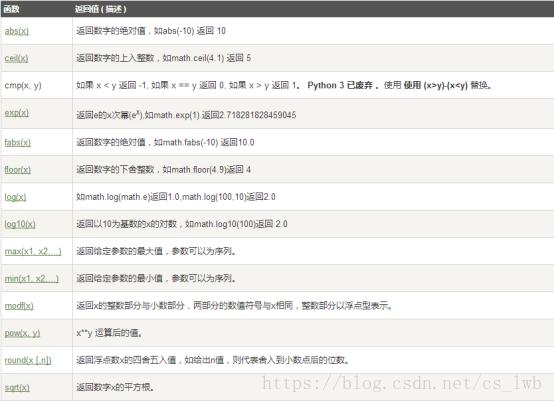 函数 返回值 ( 描述 )
abs(x) 返回数字的绝对值，如abs(-10) 返回 10
ceil(x) 返回数字的上入整数，如math.ceil(4.1) 返回 5
cmp(x, y) 如果 x < y 返回 -1, 如果 x == y 返回 0, 如果 x > y 返回 1。 Python 3 已废弃 。使用 使用 (x>y)-(x<y) 替换。
exp(x) 返回e的x次幂(eˣ),如math.exp(1) 返回2.718281828459045
fabs(x) 返回数字的绝对值，如math.fabs(-10) 返回10.0
floor(x) 返回数字的下舍整数，如math.floor(4.9)返回 4
log(x) 如math.log(math.e)返回1.0,math.log(100,10)返回2.0
log10(x) 返回以10为基数的x的对数，如math.log10(100)返回 2.0
max(x1, x2,...) 返回给定参数的最大值，参数可以为序列。
min(x1, x2,...) 返回给定参数的最小值，参数可以为序列。
modf(x) 返回x的整数部分与小数部分，两部分的数值符号与x相同，整数部分以浮点型表示。
pow(x, y) x**y 运算后的值。
round(x [,n]) 返回浮点数x的四舍五入值，如给出n值，则代表舍入到小数点后的位数。
sqrt(x) 返回数字x的平方根。
https://blog.csdn.net/cs_lwb